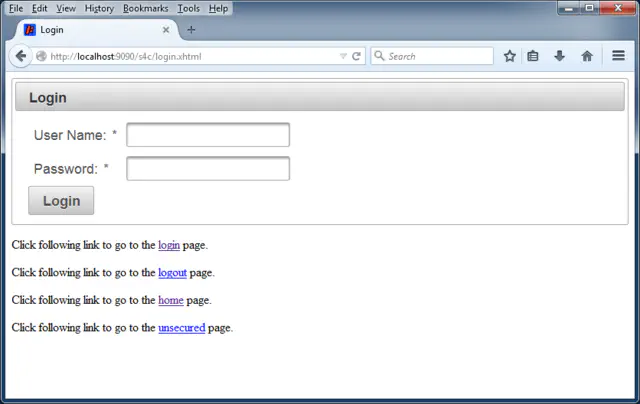 File Edit View History Bookmarks Tools Help
Login
http://localhost:9090/s4c/login.xhtml
Search
Login
User Name: *
Password: *
Login
Click following link to go to the login page.
Click following link to go to the logout page.
Click following link to go to the home page.
Click following link to go to the unsecured page.